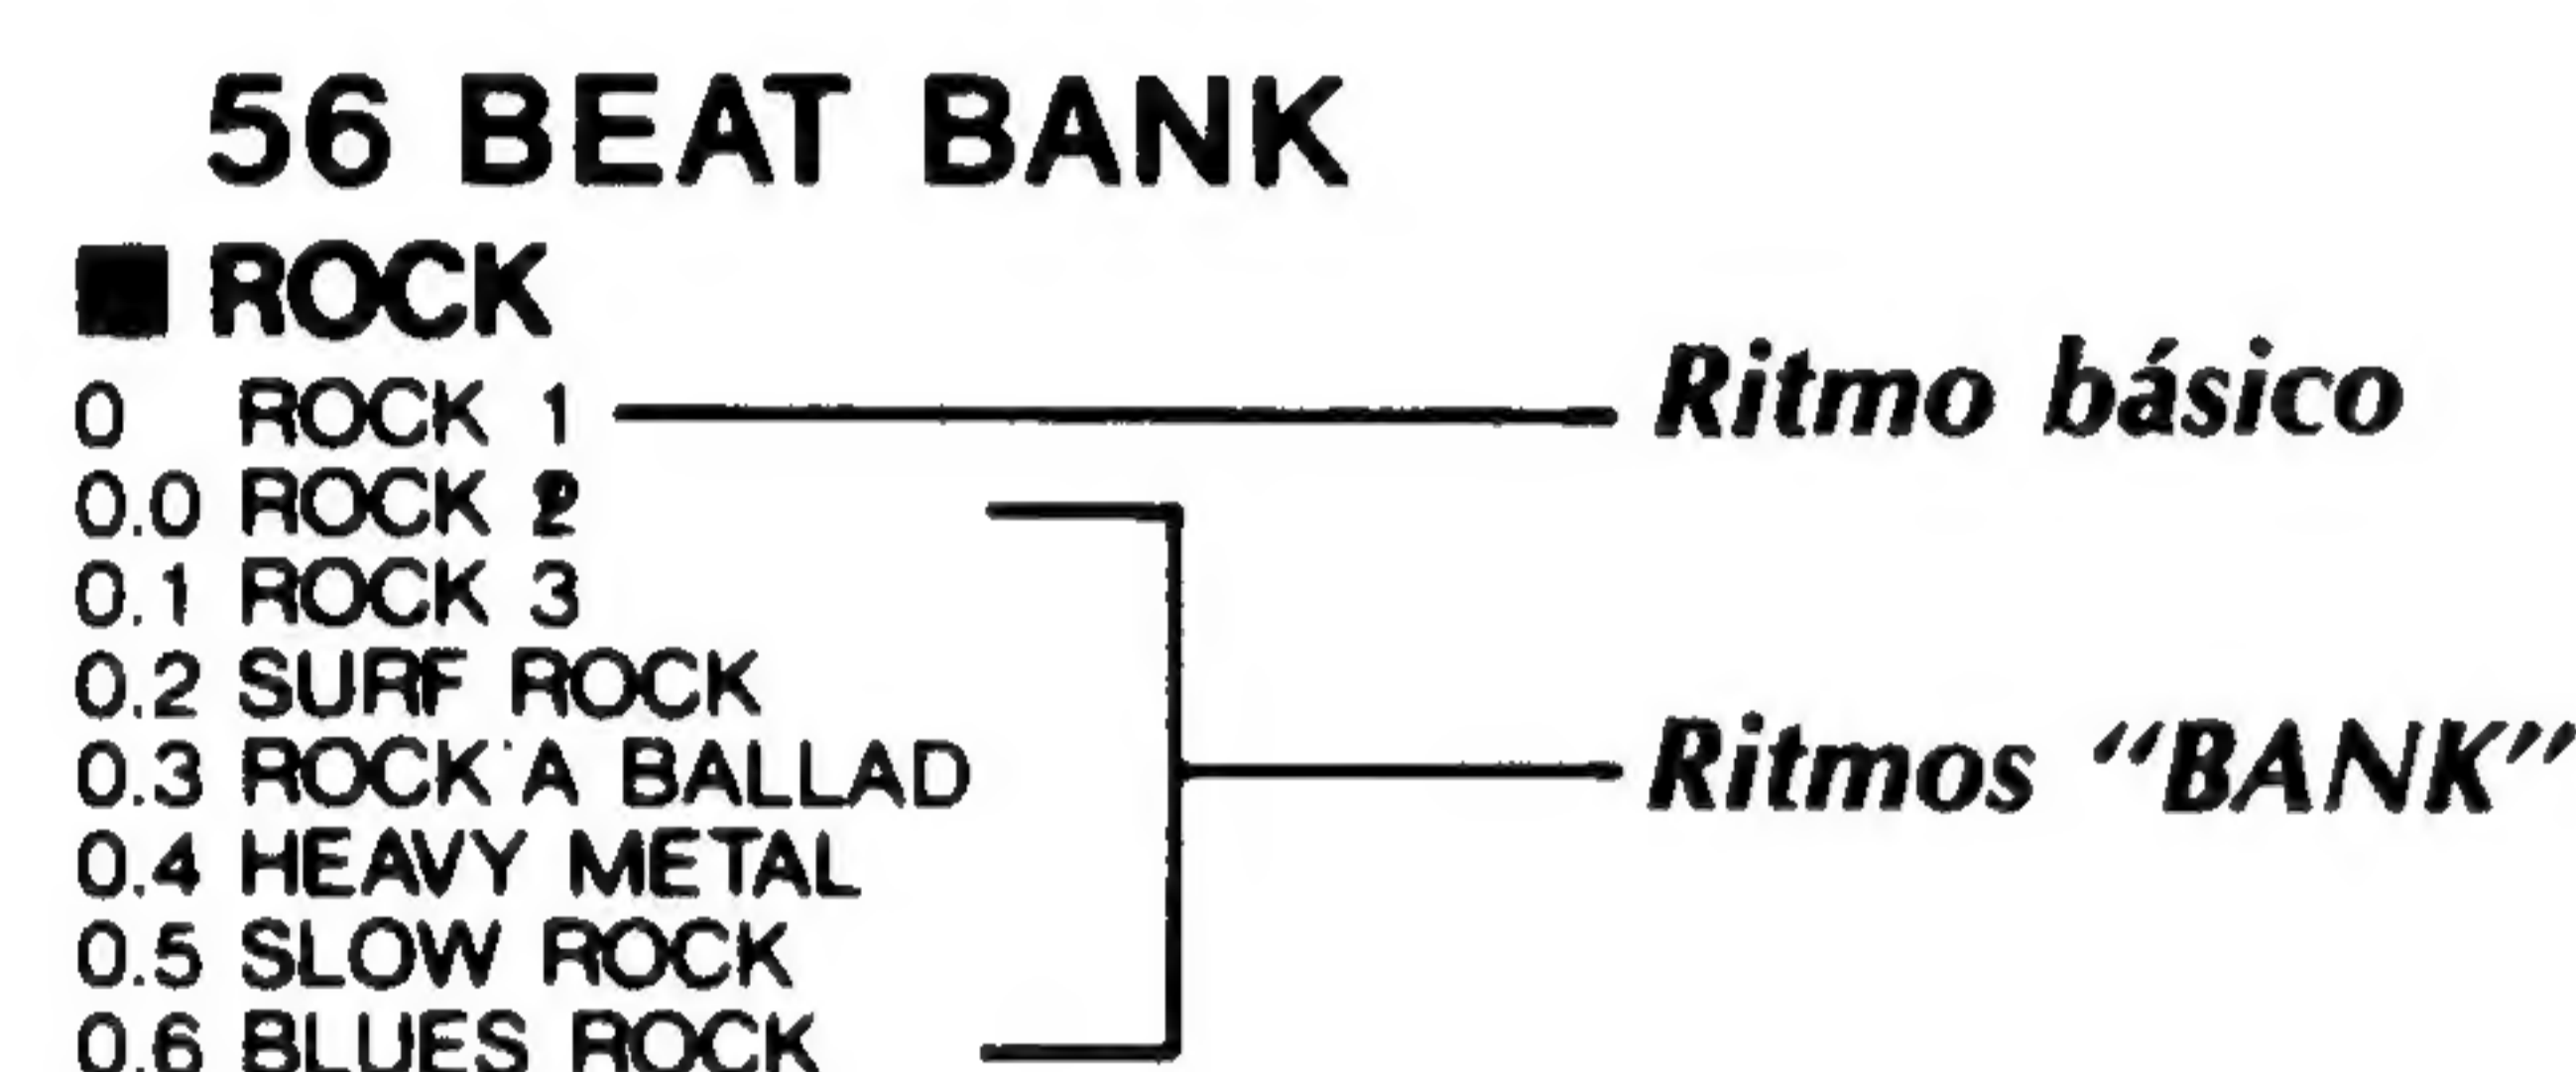 56 BEAT BANK
■ ROCK
0 ROCK 1 Ritmo básico
0.0 ROCK 2
0.1 ROCK 3
0.2 SURF ROCK
0.3 ROCK'A BALLAD Ritmos “BANK”
0.4 HEAVY METAL
0.5 SLOW ROCK
0.6 BLUES ROCK